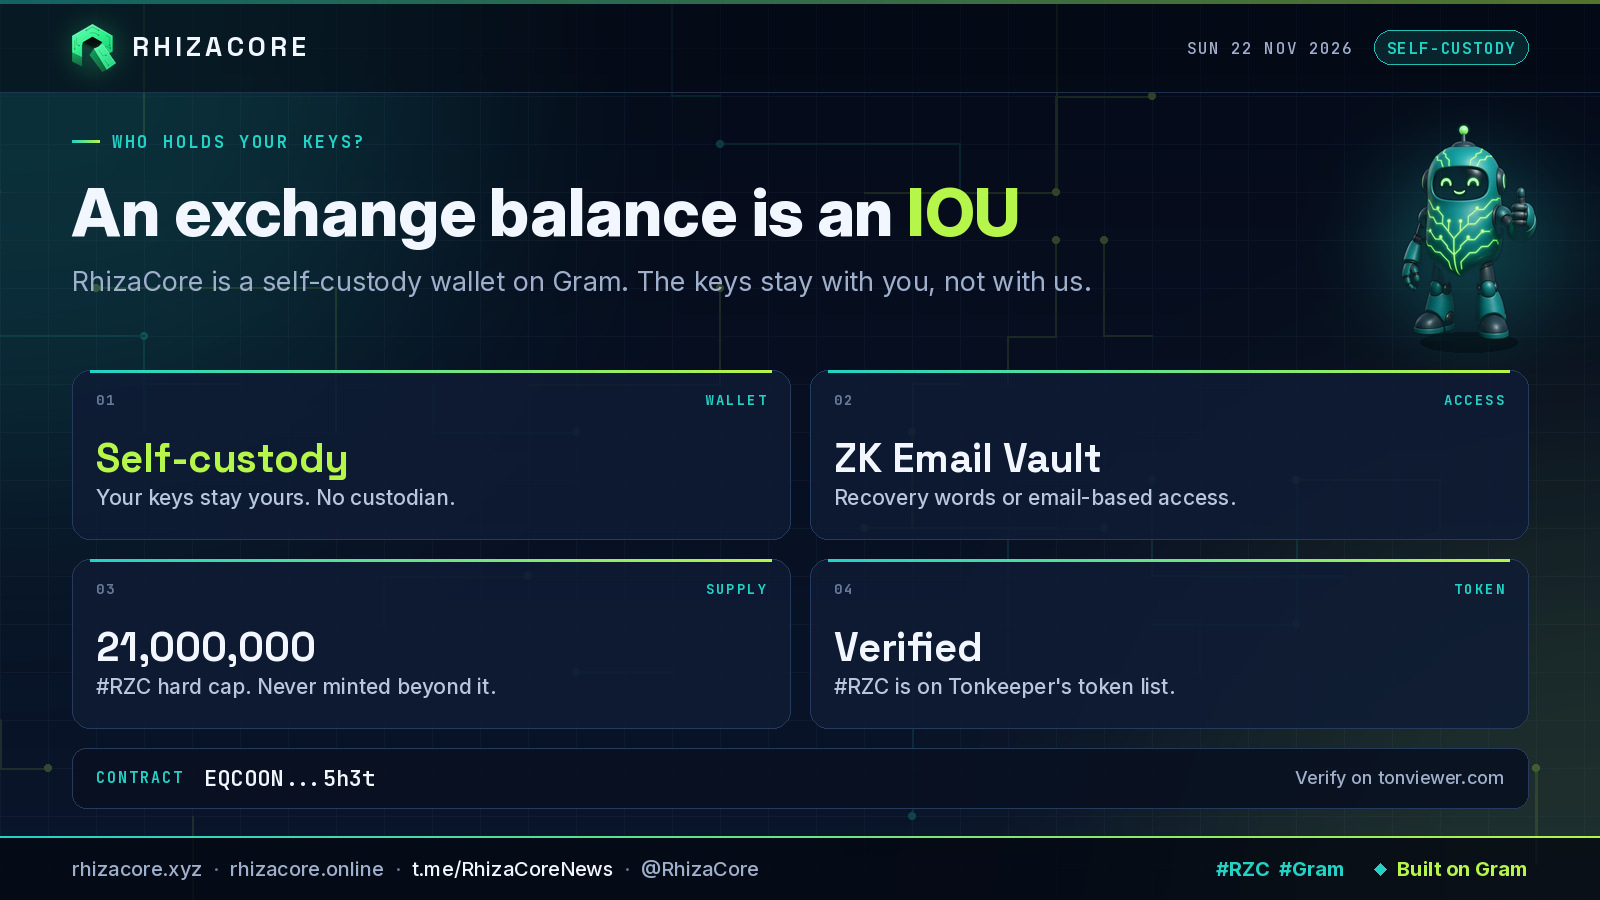 RHIZACORE
SUN 22 NOV 2026
SELF-CUSTODY
WHO HOLDS YOUR KEYS?
An exchange balance is an IOU
RhizaCore is a self-custody wallet on Gram. The keys stay with you, not with us.
01
WALLET
Self-custody
Your keys stay yours. No custodian.
02
ACCESS
ZK Email Vault
Recovery words or email-based access.
03
SUPPLY
21,000,000
#RZC hard cap. Never minted beyond it.
04
TOKEN
Verified
#RZC is on Tonkeeper's token list.
CONTRACT EQCOON...5h3t
Verify on tonviewer.com
rhizacore.xyz · rhizacore.online · t.me/RhizaCoreNews · @RhizaCore
#RZC #Gram
Built on Gram